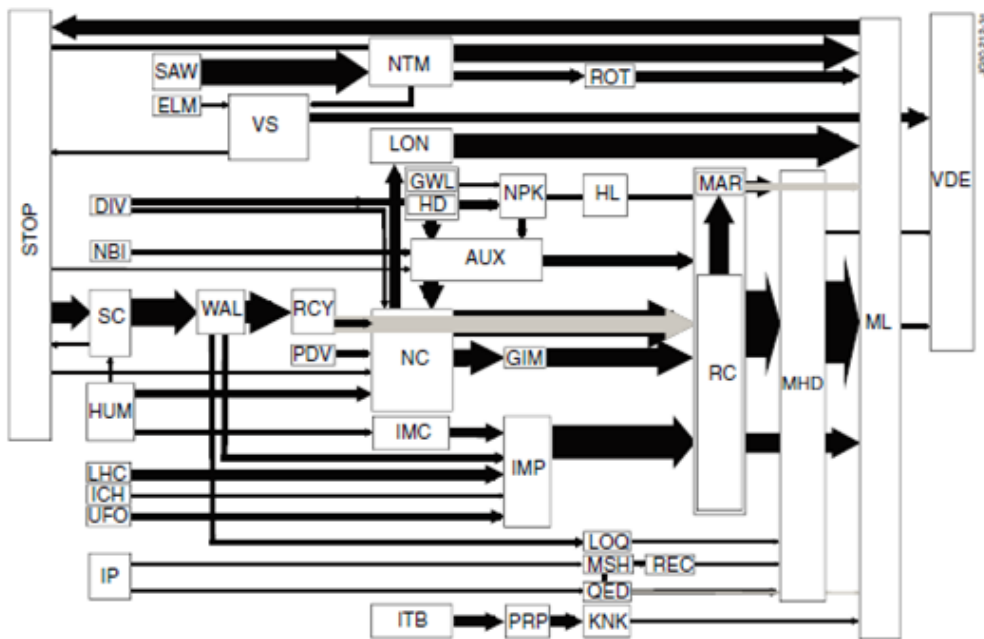 NTM
SAW
ROT
ELM
VS
LON
GWL
NPK
HL
MAR
VDE
DIV
HD
STOP
NBI
AUX
SC
WAL
RCY
ML
PDV
NC
GIM
RC
MHD
HUM
IMC
IMP
LHC
ICH
UFO
LOQ
IP
MSH
REC
QED
ITB
PRP
KNK